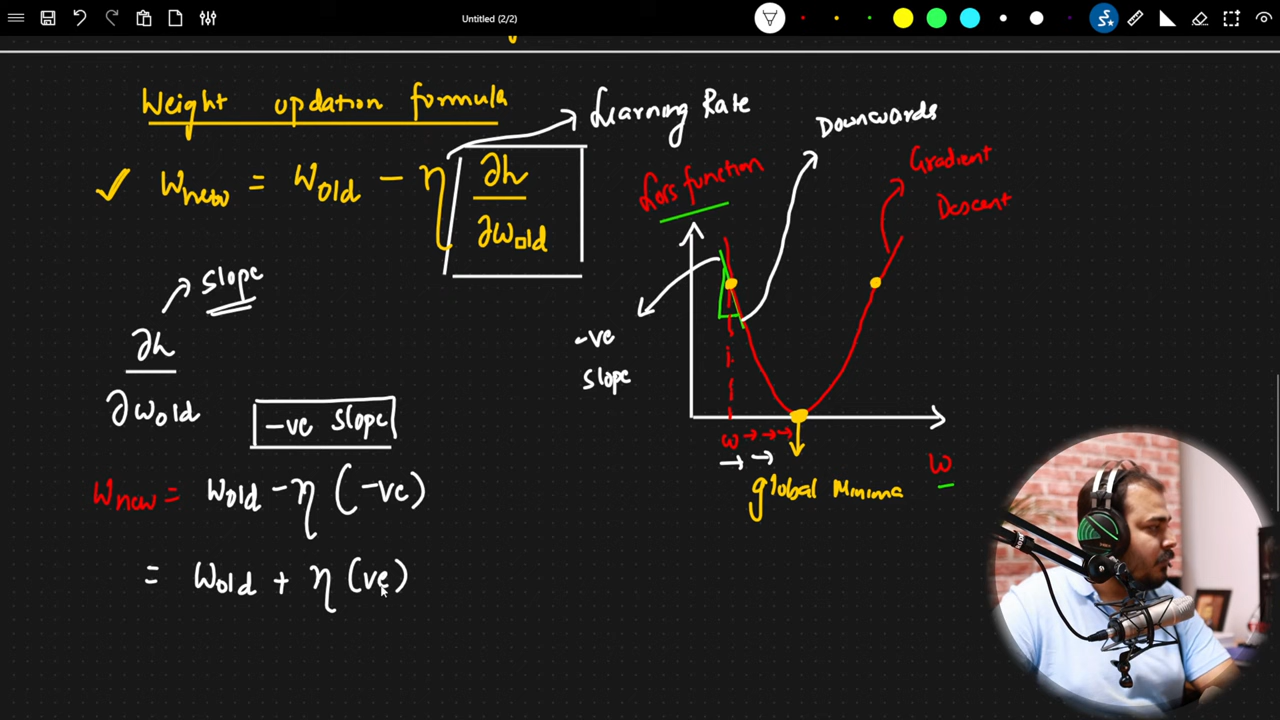 Untitled (2/2)
Weight updation formula
Learning Rate
Downwards
Gradient
Descent
Loss function
Wnew = Wold - η ∂h
∂wold
slope
∂h
∂wold
-ve
slope
-ve slope
w → → →
→ →
w
global Minima
Wnew = Wold - η (-ve)
= Wold + η (ve)